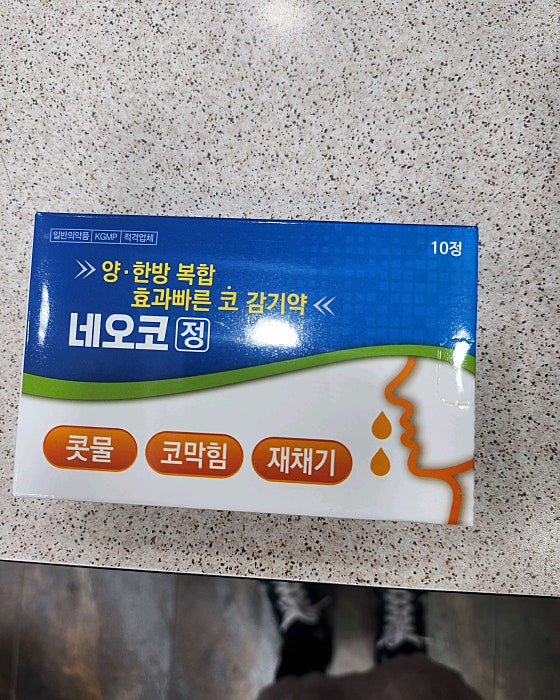 일반의약품 KGMP 적격업체
10정
양·한방 복합
효과빠른 코 감기약
네오코 정
콧물 코막힘 재채기